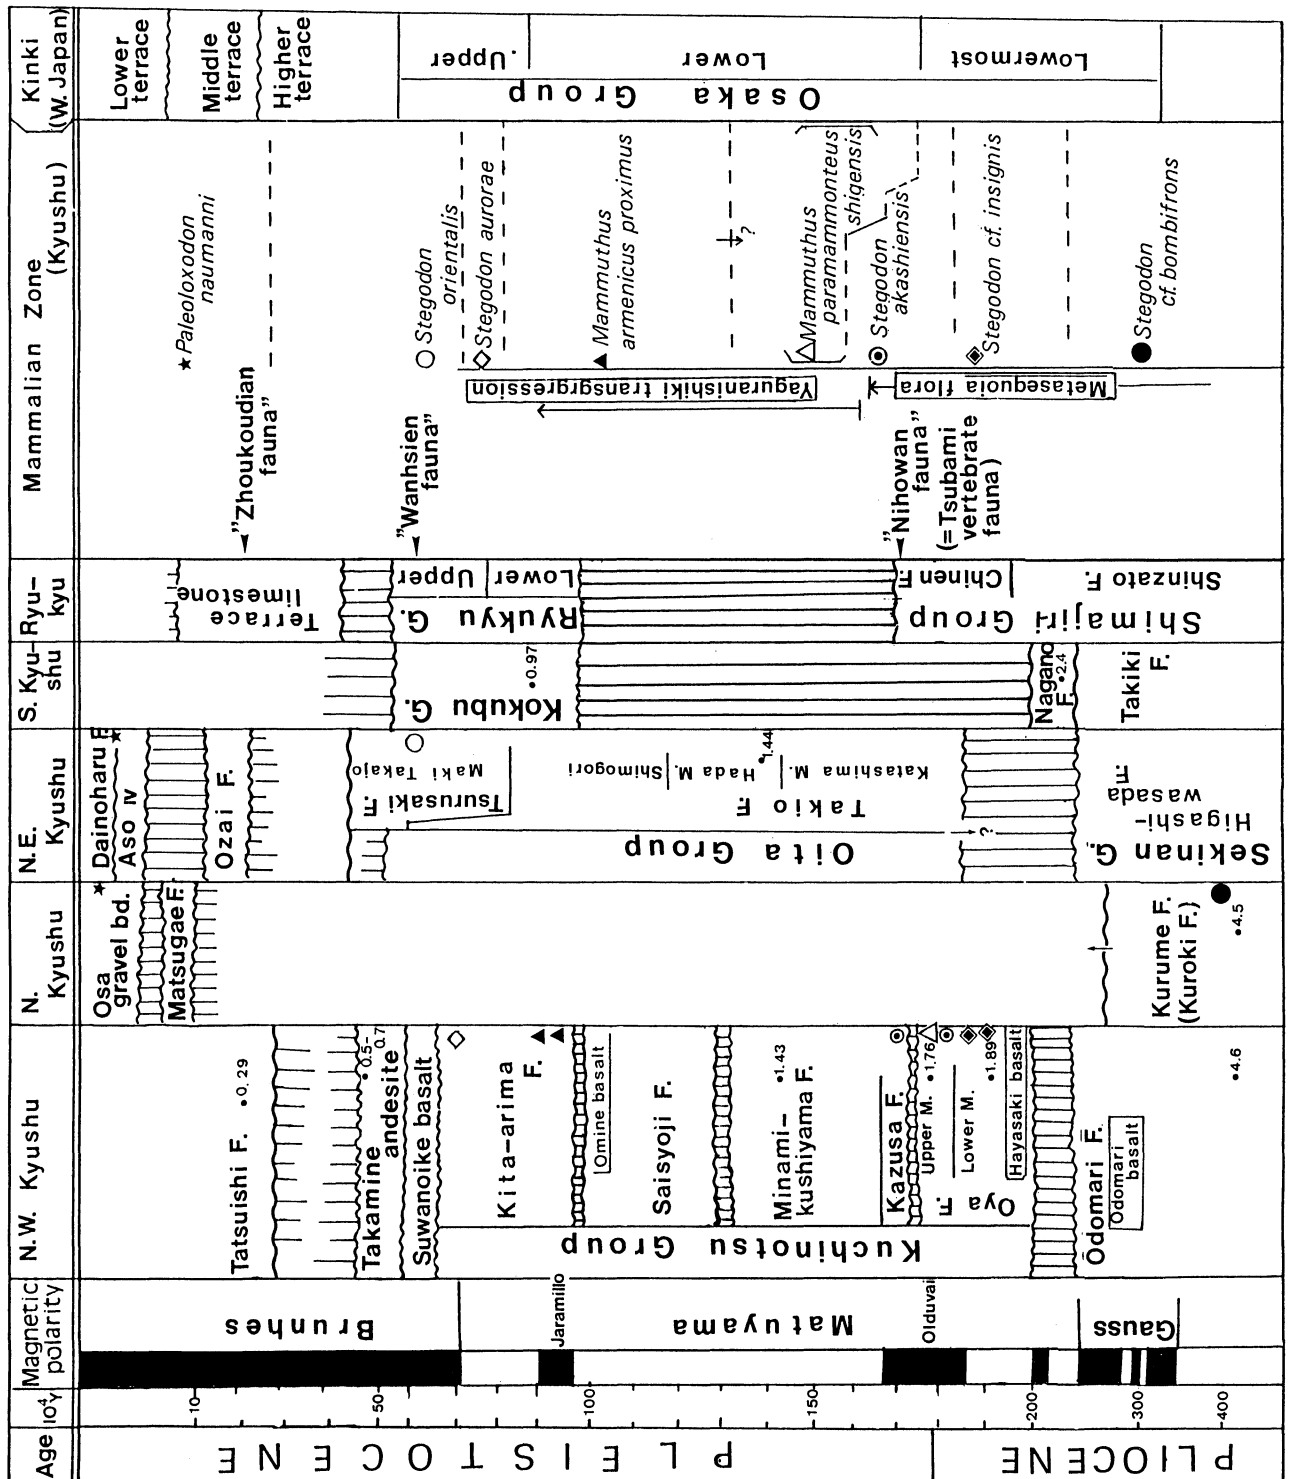 Age
10⁴Y
Magnetic polarity
N.W. Kyushu
N.
Kyushu
N.E.
Kyushu
S. Kyu-
shu
Ryu-
kyu
Mammalian Zone
(Kyushu)
Kinki
(W. Japan)
PLEISTOCENE
PLIOCENE
10
50
100
150
200
300
400
Brunhes
Jaramillo
Matuyama
Olduvai
Gauss
Tatsuishi F.
•0.29
Takamine
andesite
•0.5-
0.7
Suwanoike basalt
Kita-arima
F.
Omine basalt
Saisyoji F.
Minami-
kushiyama F.
•1.43
Kazusa F.
Upper M.
•1.76
Lower M.
•1.89
Oya F.
Hayasaki basalt
Kuchinotsu Group
Odomari F.
Odomari
basalt
•4.6
Osa
gravel bd.
Matsugae F.
Kurume F.
(Kuroki F.)
•4.5
Dainoharu F.
Aso IV
Ozai F.
Tsurusaki F.
Maki Takajo
Shimogori
Hada M.
•1.44
Katashima M.
Takio F.
Oita Group
?
Sekinan G.
Higashi-
wasada
F.
Kokubu
G.
•0.97
Nagano
F. •2.4
Takiki
F.
Terrace
limestone
Ryukyu G.
Upper
Lower
Shimajiri Group
Chinen F.
Shinzato F.
"Zhoukoudian
fauna"
"Wanhsien
fauna"
"Nihowan
fauna"
(=Tsubami
vertebrate
fauna)
Yaguranishiki transgrgression
Metasequoia flora
Paleoloxodon
naumanni
Stegodon
orientalis
Stegodon aurorae
Mammuthus
armenicus proximus
?
Mammuthus
paramammonteus
shigensis
Stegodon
akashiensis
Stegodon cf. insignis
Stegodon
cf. bombifrons
Lower
terrace
Middle
terrace
Higher
terrace
Upper
Lower
Lowermost
Osaka Group